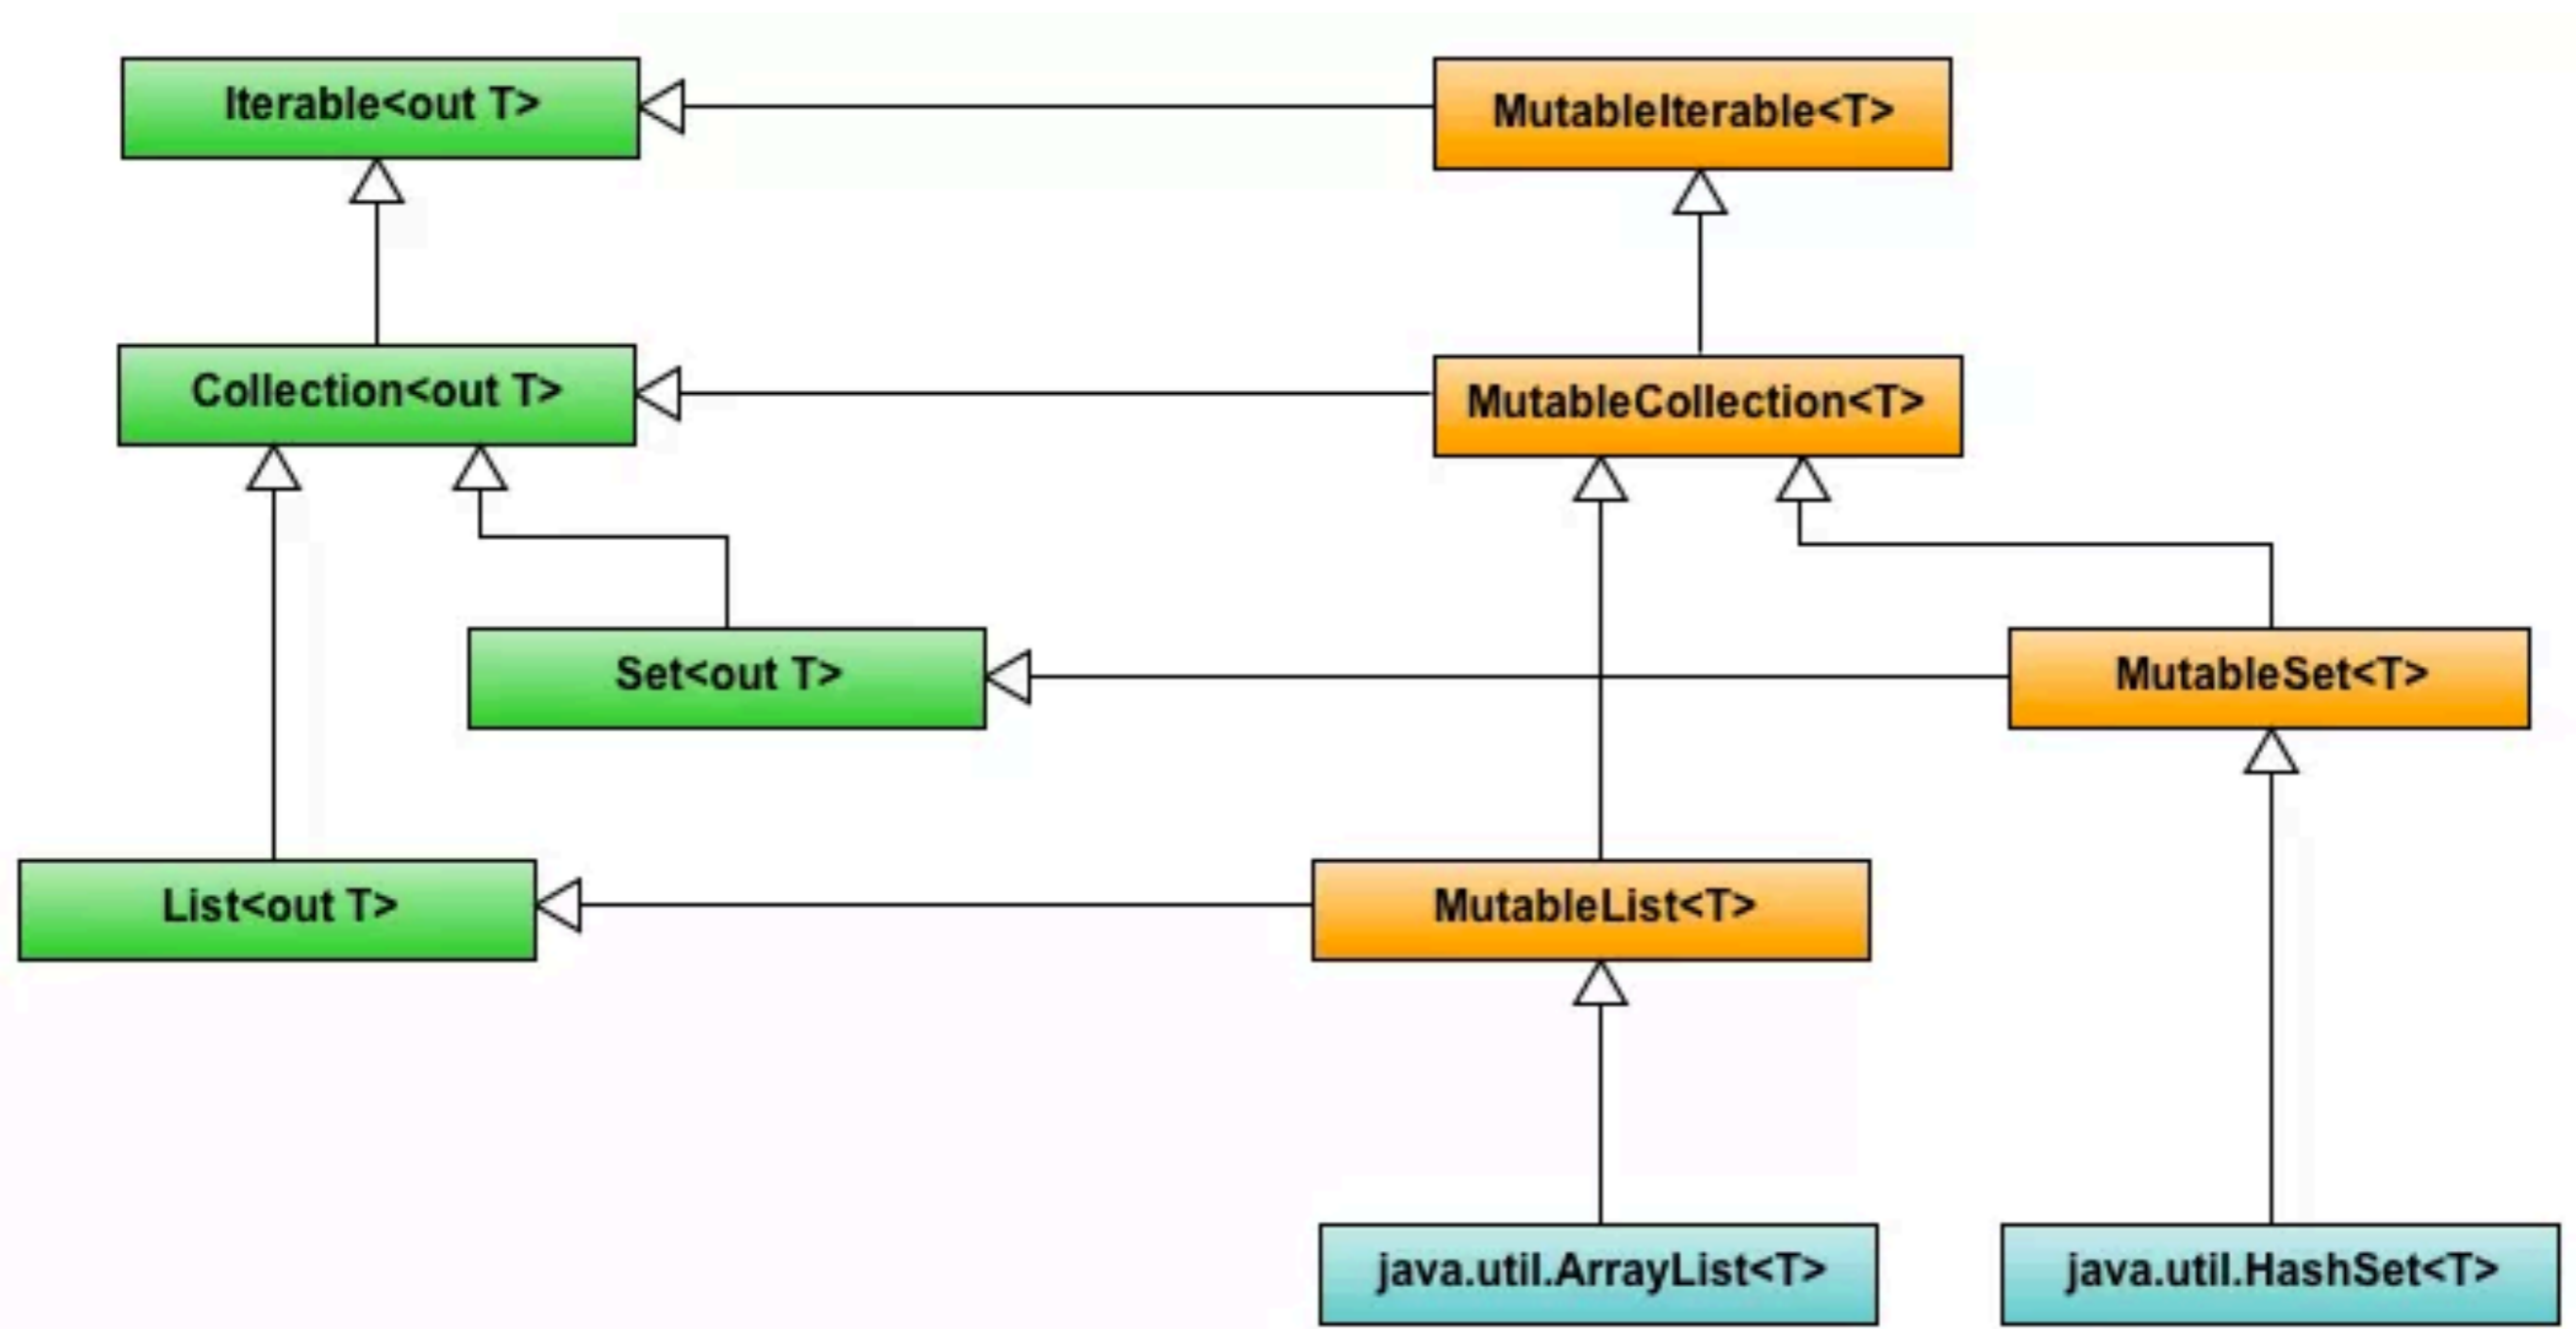 Iterable<out T>
MutableIterable<T>
Collection<out T>
MutableCollection<T>
Set<out T>
MutableSet<T>
List<out T>
MutableList<T>
java.util.ArrayList<T>
java.util.HashSet<T>